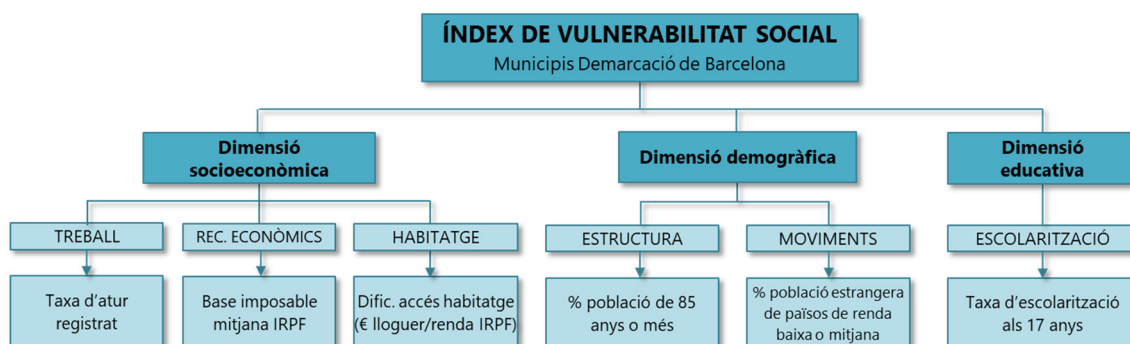 ÍNDEX DE VULNERABILITAT SOCIAL
Municipis Demarcació de Barcelona
Dimensió
socioeconòmica
Dimensió demogràfica
Dimensió
educativa
TREBALL
REC. ECONÒMICS
HABITATGE
ESTRUCTURA
MOVIMENTS
ESCOLARITZACIÓ
Taxa d'atur
registrat
Base imposable
mitjana IRPF
Dific. accés habitatge
(€ lloguer/renda IRPF)
% població de 85
anys o més
% població estrangera
de països de renda
baixa o mitjana
Taxa d'escolarització
als 17 anys